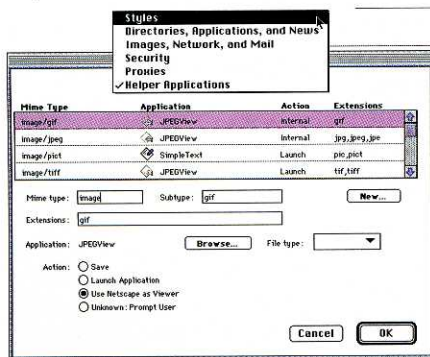 Styles
Directories, Applications, and News
Images, Network, and Mail
Security
Proxies
✓Helper Applications
Mime Type Application Action Extensions
image/gif JPEGView Internal gif
image/jpeg JPEGView Internal jpg,jpeg,jpe
image/pict SimpleText Launch pic,pict
image/tiff JPEGView Launch tif,tiff
Mime type: image Subtype: gif New...
Extensions: gif
Application: JPEGView Browse... File type:
Action: Save
Launch Application
Use Netscape as Viewer
Unknown: Prompt User
Cancel OK